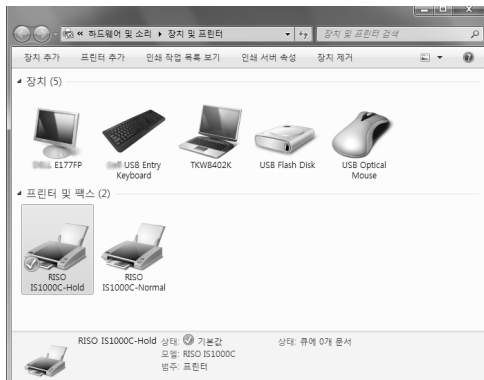 « 하드웨어 및 소리 ▸ 장치 및 프린터
장치 및 프린터 검색
장치 추가 프린터 추가 인쇄 작업 목록 보기 인쇄 서버 속성 장치 제거
장치 (5)
E177FP
USB Entry Keyboard
TKW8402K
USB Flash Disk
USB Optical Mouse
프린터 및 팩스 (2)
RISO IS1000C-Hold
RISO IS1000C-Normal
RISO IS1000C-Hold 상태: 기본값 상태: 큐에 0개 문서
모델: RISO IS1000C
범주: 프린터